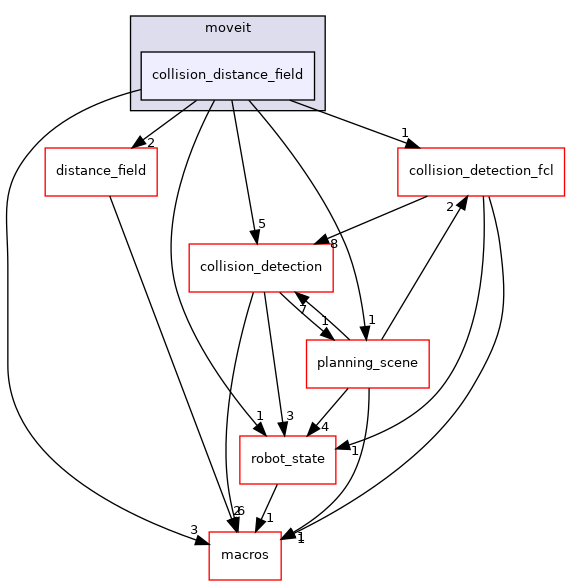 moveit
collision_distance_field
1
2
distance_field
collision_detection_fcl
2
5
8
collision_detection
7
1
1
planning_scene
1
3
4
robot_state
1
2
6
1
3
1
1
macros